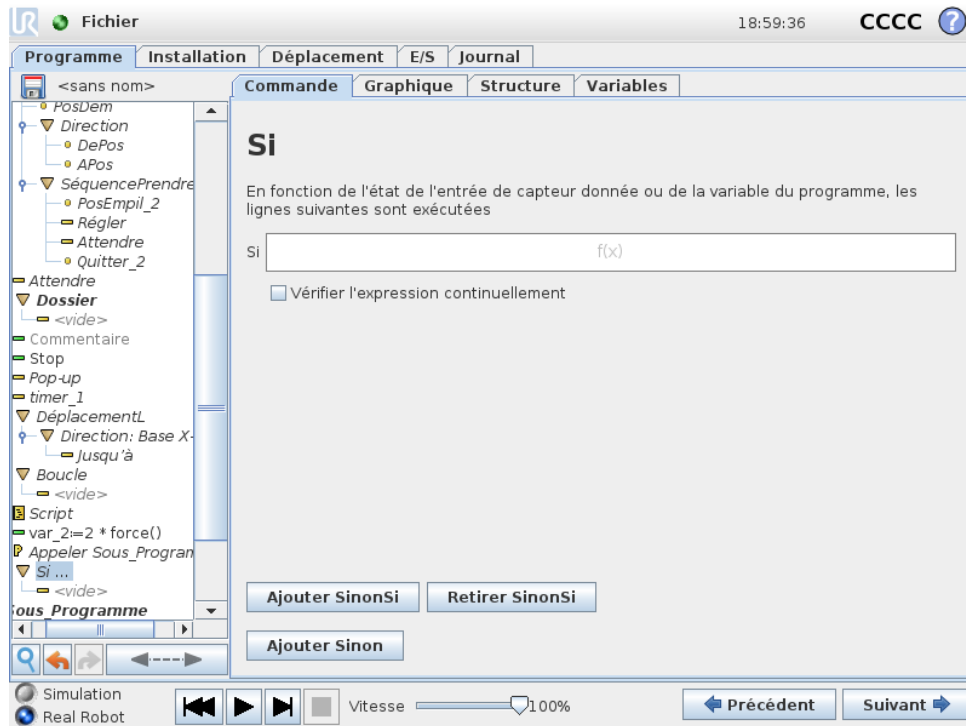 UR Fichier 18:59:36 CCCC ?
Programme Installation Déplacement E/S Journal
<sans nom>
Commande Graphique Structure Variables
PosDem
Direction
DePos
APos
SéquencePrendre
PosEmpil_2
Régler
Attendre
Quitter_2
Attendre
Dossier
<vide>
Commentaire
Stop
Pop-up
timer_1
DéplacementL
Direction: Base X-
Jusqu'à
Boucle
<vide>
Script
var_2:=2 * force()
Appeler Sous_Program
Si ...
<vide>
Sous_Programme
Si
En fonction de l'état de l'entrée de capteur donnée ou de la variable du programme, les
lignes suivantes sont exécutées
Si f(x)
Vérifier l'expression continuellement
Ajouter SinonSi Retirer SinonSi
Ajouter Sinon
Simulation
Real Robot
Vitesse 100%
Précédent Suivant